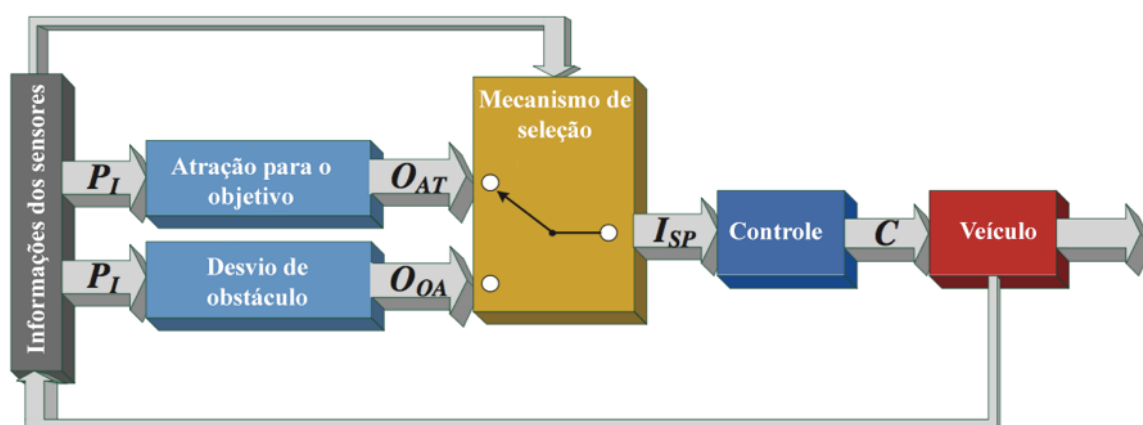 Informações dos sensores
P_I
Atração para o
objetivo
O_AT
P_I
Desvio de
obstáculo
O_OA
Mecanismo de
seleção
I_SP
Controle
C
Veículo